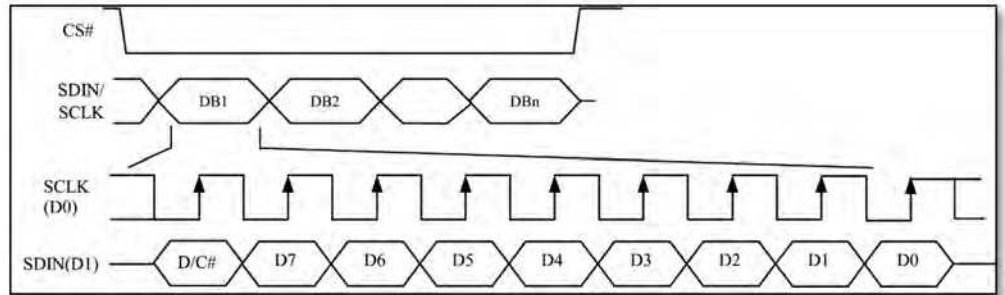 CS#
SDIN/
SCLK
DB1 DB2 DBn
SCLK
(D0)
SDIN(D1) D/C# D7 D6 D5 D4 D3 D2 D1 D0